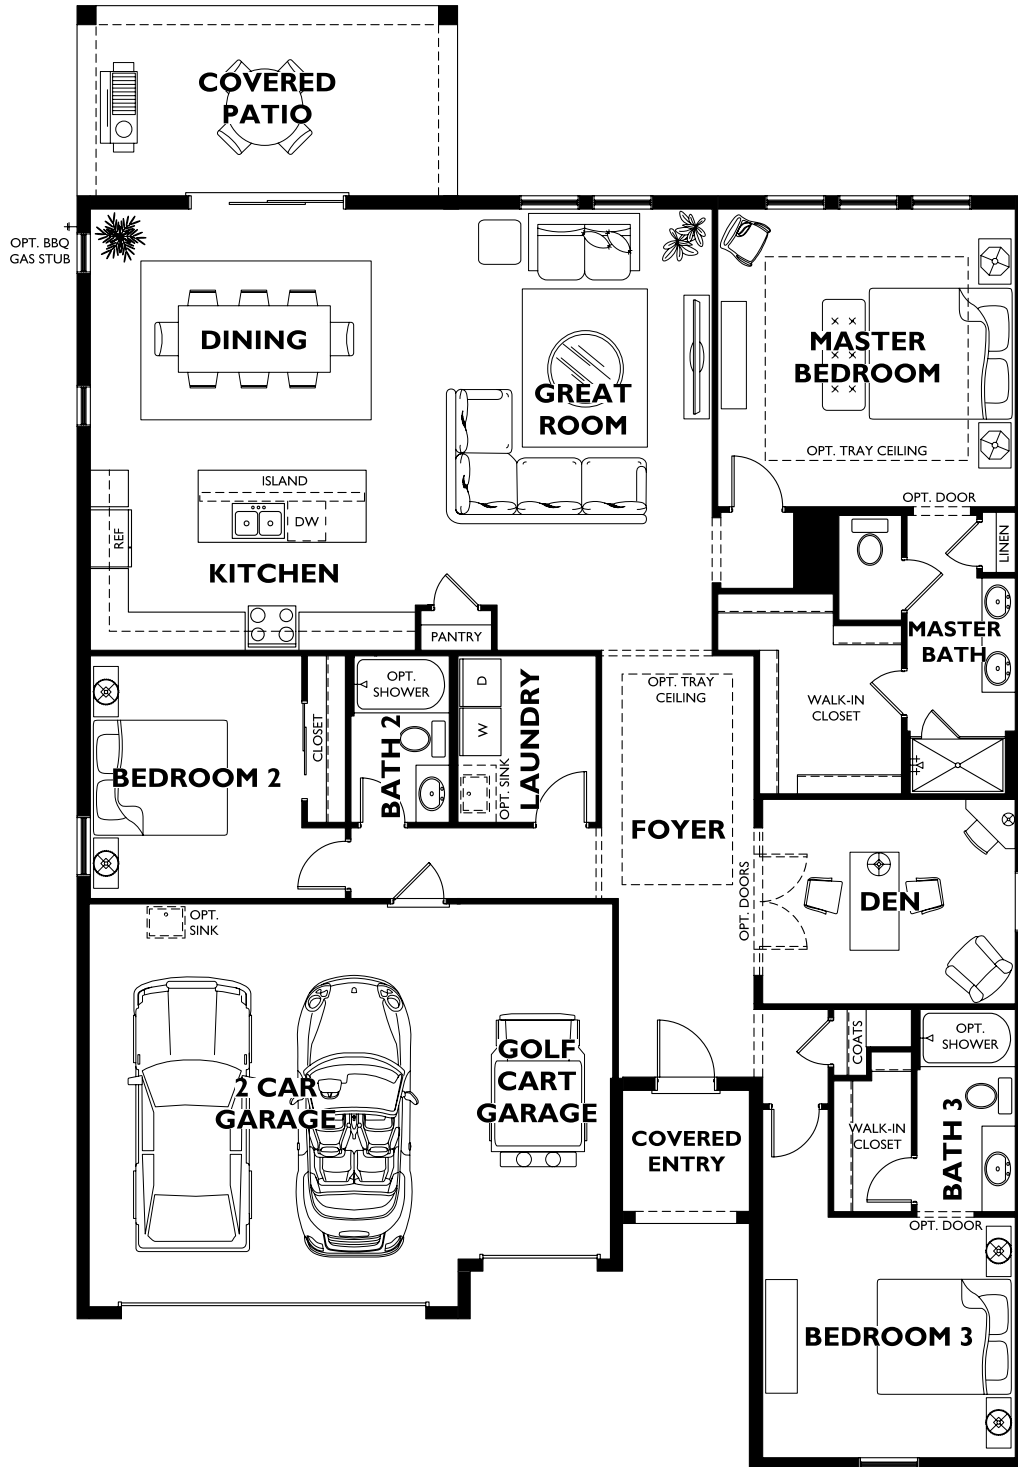 COVERED
PATIO
OPT. BBQ
GAS STUB
DINING
GREAT
ROOM
MASTER
BEDROOM
OPT. TRAY CEILING
OPT. DOOR
ISLAND
DW
REF
KITCHEN
PANTRY
LINEN
MASTER
BATH
WALK-IN
CLOSET
OPT. TRAY
CEILING
OPT.
SHOWER
D
W
LAUNDRY
OPT. SINK
BATH 2
CLOSET
BEDROOM 2
FOYER
OPT. DOORS
DEN
OPT.
SINK
2 CAR
GARAGE
GOLF
CART
GARAGE
COVERED
ENTRY
COATS
OPT.
SHOWER
WALK-IN
CLOSET
BATH 3
OPT. DOOR
BEDROOM 3